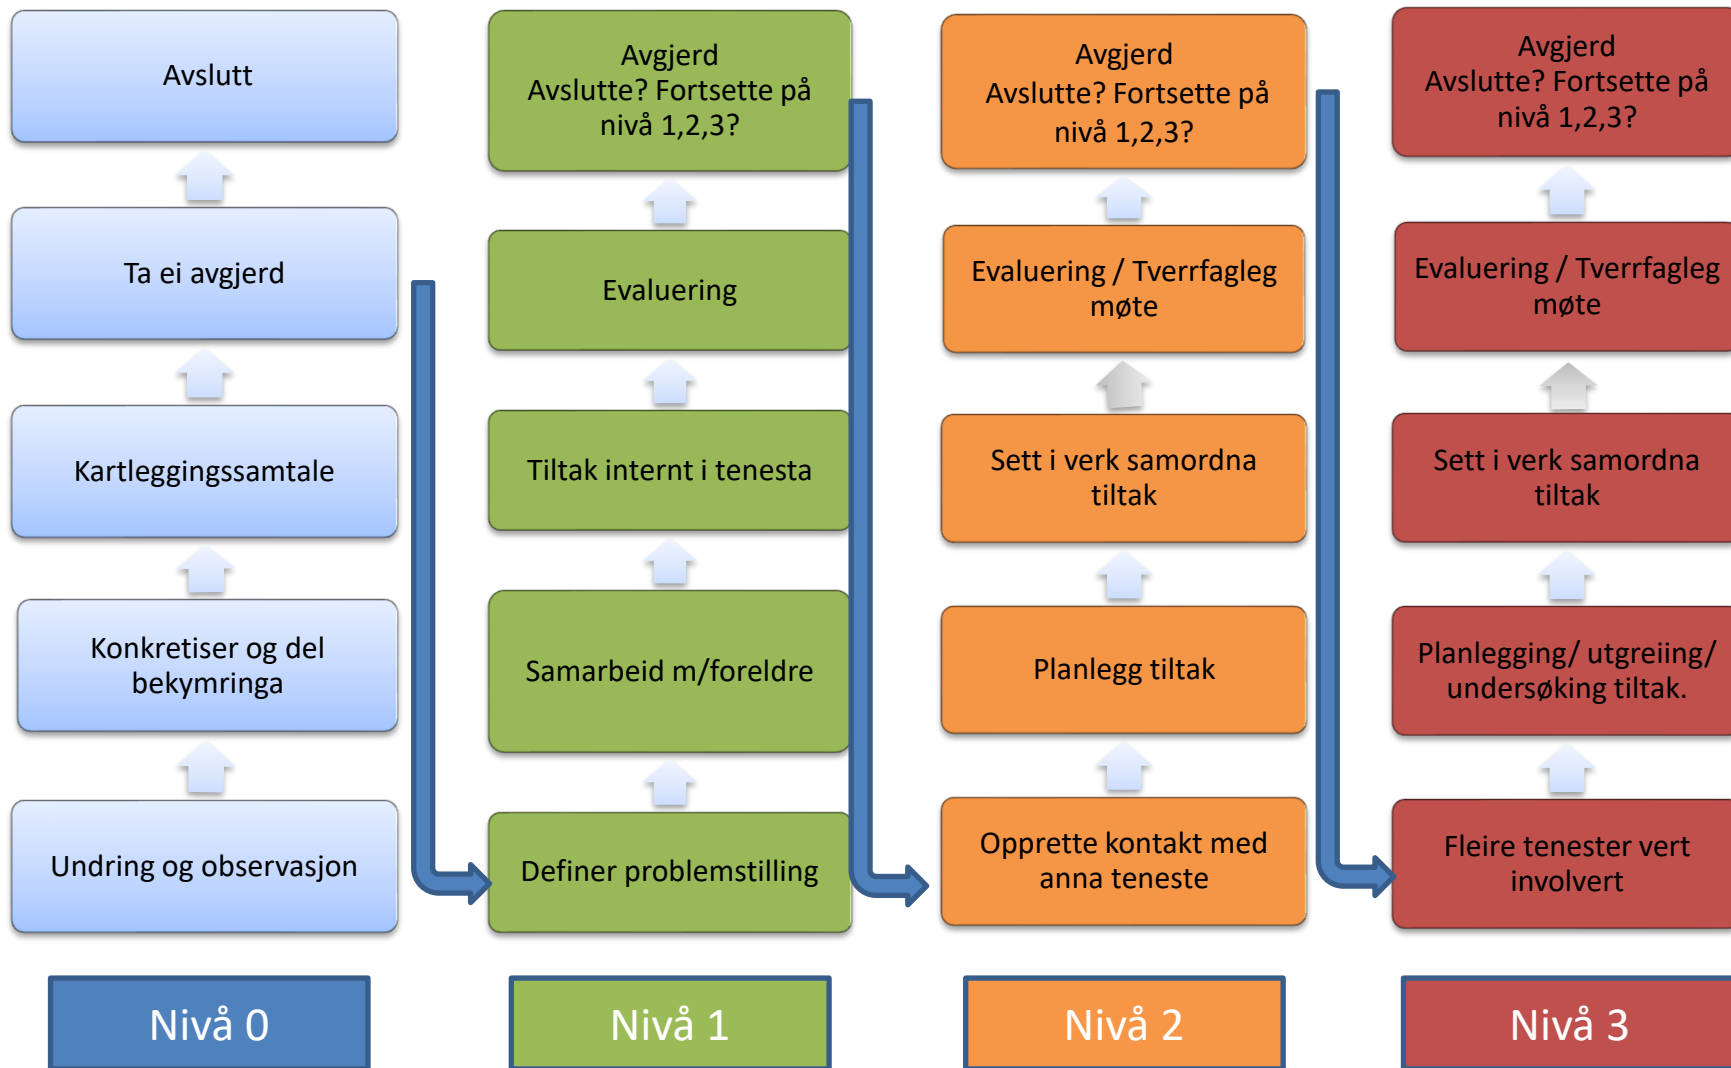 Avslutt
Ta ei avgjerd
Kartleggingssamtale
Konkretiser og del
bekymringa
Undring og observasjon
Nivå 0
Avgjerd
Avslutte? Fortsette på
nivå 1,2,3?
Evaluering
Tiltak internt i tenesta
Samarbeid m/foreldre
Definer problemstilling
Nivå 1
Avgjerd
Avslutte? Fortsette på
nivå 1,2,3?
Evaluering / Tverrfagleg
møte
Sett i verk samordna
tiltak
Planlegg tiltak
Opprette kontakt med
anna teneste
Nivå 2
Avgjerd
Avslutte? Fortsette på
nivå 1,2,3?
Evaluering / Tverrfagleg
møte
Sett i verk samordna
tiltak
Planlegging/ utgreiing/
undersøking tiltak.
Fleire tenester vert
involvert
Nivå 3